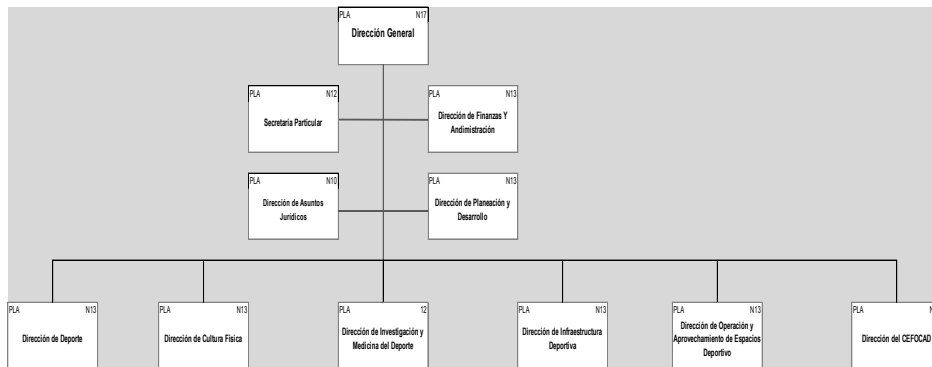 PLA N17
Dirección General
PLA N12
Secretaria Particular
PLA N13
Dirección de Finanzas Y
Andimistración
PLA N10
Dirección de Asuntos
Jurídicos
PLA N13
Dirección de Planeación y
Desarrollo
PLA N13
Dirección de Deporte
PLA N13
Dirección de Cultura Física
PLA 12
Dirección de Investigación y
Medicina del Deporte
PLA N13
Dirección de Infraestructura
Deportiva
PLA N13
Dirección de Operación y
Aprovechamiento de Espacios
Deportivo
PLA
Dirección del CEFOCAD